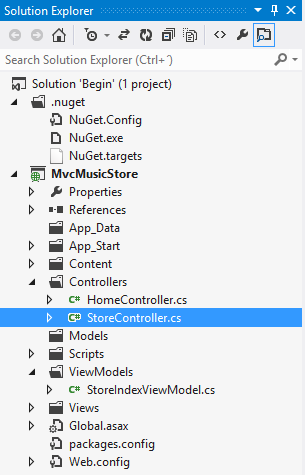 Solution Explorer
Search Solution Explorer (Ctrl+´)
Solution 'Begin' (1 project)
.nuget
NuGet.Config
NuGet.exe
NuGet.targets
MvcMusicStore
Properties
References
App_Data
App_Start
Content
Controllers
HomeController.cs
StoreController.cs
Models
Scripts
ViewModels
StoreIndexViewModel.cs
Views
Global.asax
packages.config
Web.config